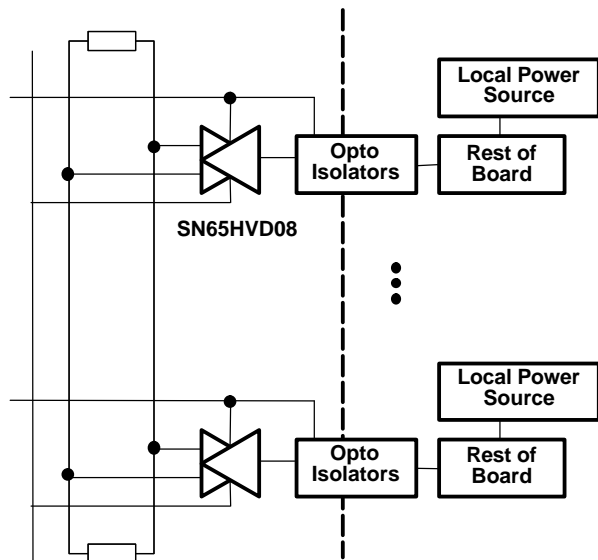 Local Power
Source
Opto
Isolators
Rest of
Board
SN65HVD08
Local Power
Source
Opto
Isolators
Rest of
Board